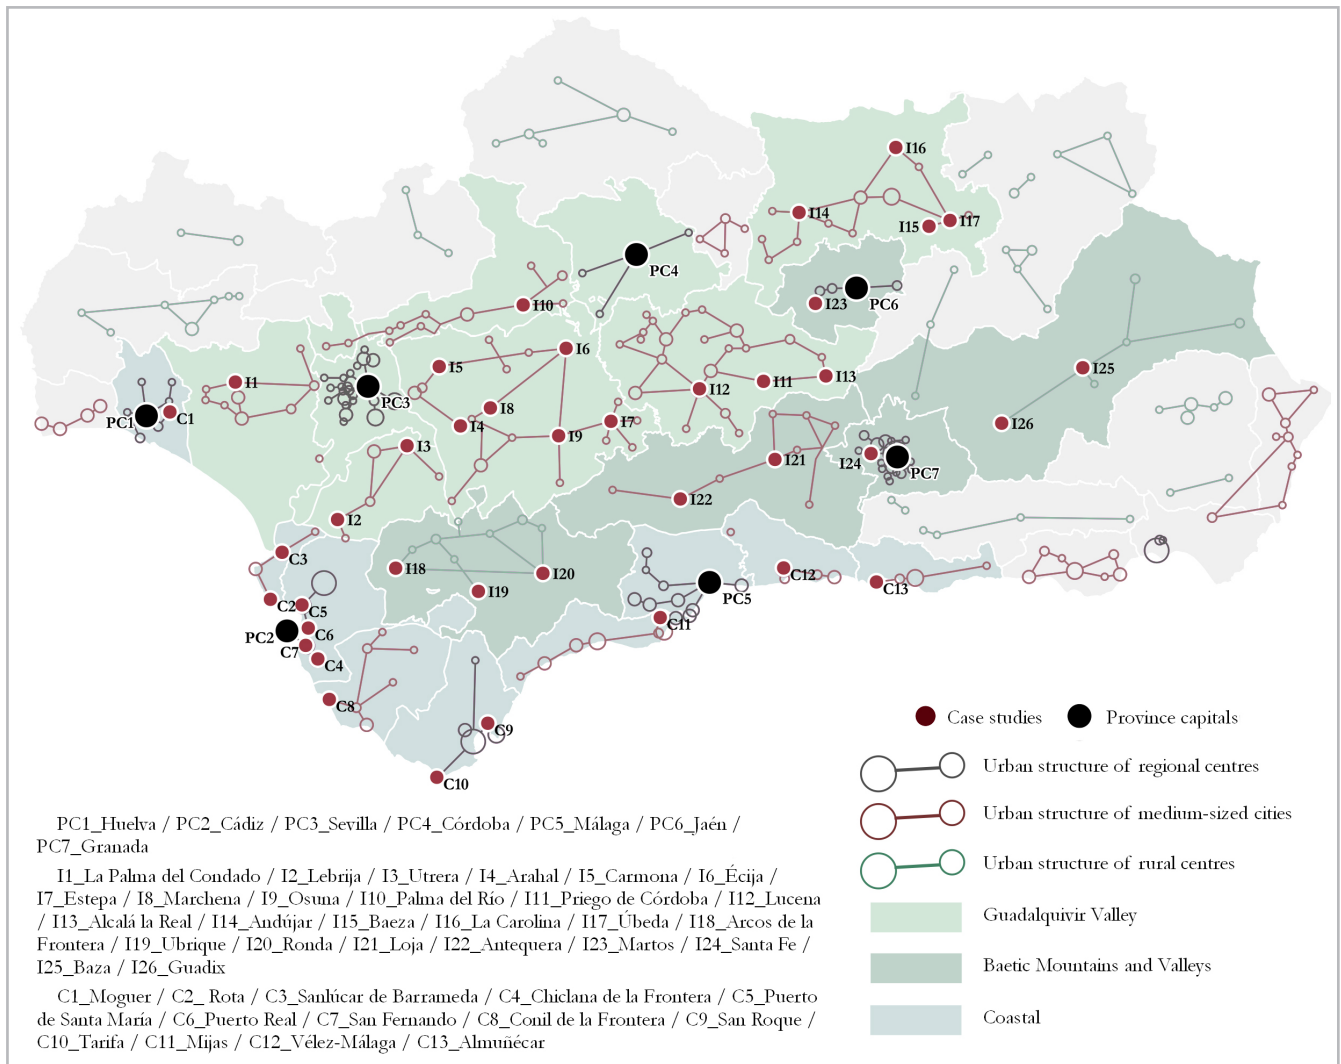 I16
I14
I15
I17
PC4
I23
PC6
I10
I6
I5
I1
PC3
I12
I11
I13
I25
PC1
C1
I8
I4
I9
I7
I26
I3
I21
I24
PC7
I22
I2
C3
I18
I20
I19
C12
C13
PC5
C2
C5
C11
PC2
C6
C7
C4
C8
C9
C10
Case studies
Province capitals
Urban structure of regional centres
Urban structure of medium-sized cities
Urban structure of rural centres
Guadalquivir Valley
Baetic Mountains and Valleys
Coastal
PC1_Huelva / PC2_Cádiz / PC3_Sevilla / PC4_Córdoba / PC5_Málaga / PC6_Jaén /
PC7_Granada
I1_La Palma del Condado / I2_Lebrija / I3_Utrera / I4_Arahal / I5_Carmona / I6_Écija /
I7_Estepa / I8_Marchena / I9_Osuna / I10_Palma del Río / I11_Priego de Córdoba / I12_Lucena
/ I13_Alcalá la Real / I14_Andújar / I15_Baeza / I16_La Carolina / I17_Úbeda / I18_Arcos de la
Frontera / I19_Ubrique / I20_Ronda / I21_Loja / I22_Antequera / I23_Martos / I24_Santa Fe /
I25_Baza / I26_Guadix
C1_Moguer / C2_ Rota / C3_Sanlúcar de Barrameda / C4_Chiclana de la Frontera / C5_Puerto
de Santa María / C6_Puerto Real / C7_San Fernando / C8_Conil de la Frontera / C9_San Roque /
C10_Tarifa / C11_Mijas / C12_Vélez-Málaga / C13_Almuñécar